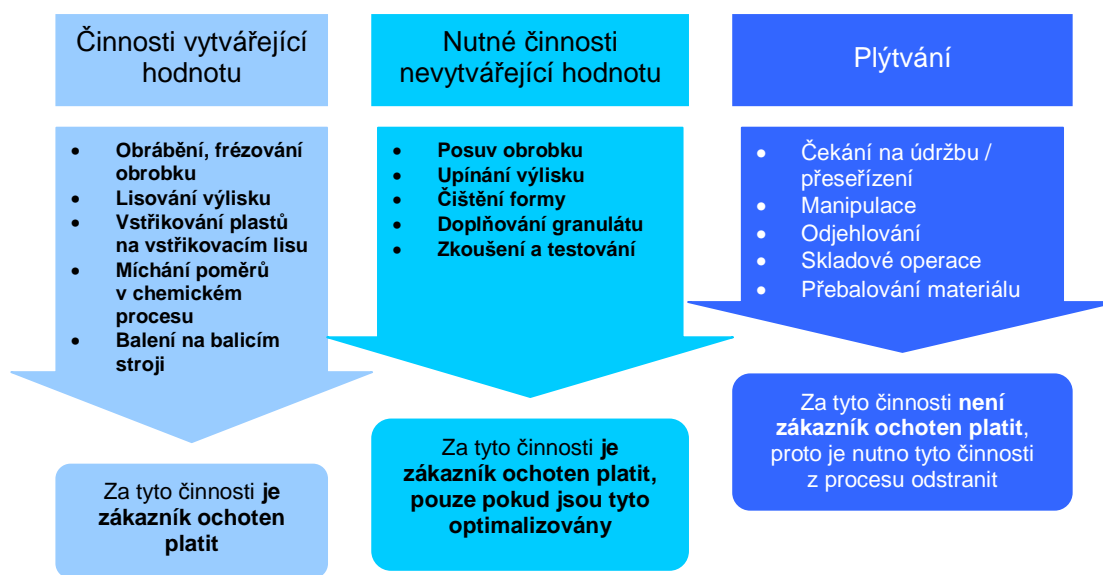 Činnosti vytvářející
hodnotu
• Obrábění, frézování
obrobku
• Lisování výlisku
• Vstřikování plastů
na vstřikovacím lisu
• Míchání poměrů
v chemickém
procesu
• Balení na balicím
stroji
Za tyto činnosti je
zákazník ochoten
platit
Nutné činnosti
nevytvářející hodnotu
• Posuv obrobku
• Upínání výlisku
• Čištění formy
• Doplňování granulátu
• Zkoušení a testování
Za tyto činnosti je
zákazník ochoten platit,
pouze pokud jsou tyto
optimalizovány
Plýtvání
• Čekání na údržbu /
přeseřízení
• Manipulace
• Odjehlování
• Skladové operace
• Přebalování materiálu
Za tyto činnosti není
zákazník ochoten platit,
proto je nutno tyto činnosti
z procesu odstranit